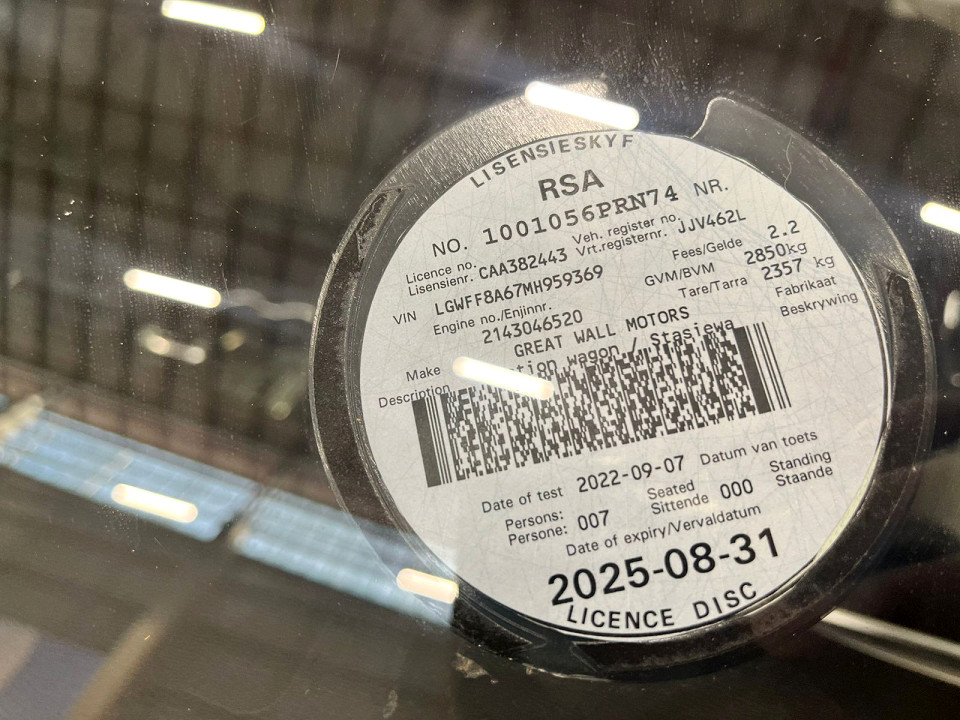 LISENSIESKYF
RSA
NO. 1001056PRN74 NR.
Licence no. Lisensienr. CAA382443 Veh. register no. Vrt.registernr. JJV462L
VIN LGWFF8A67MH959369 Fees/Gelde 2.2
Engine no./Enjinnr. 2143046520 GVM/BVM 2850kg
Tare/Tarra 2357 kg
Make GREAT WALL MOTORS Fabrikaat
Description wagon / Stasiewa Beskrywing
Date of test 2022-09-07 Datum van toets
Persons: Persone: 007 Seated Sittende 000 Standing Staande
Date of expiry/Vervaldatum
2025-08-31
LICENCE DISC